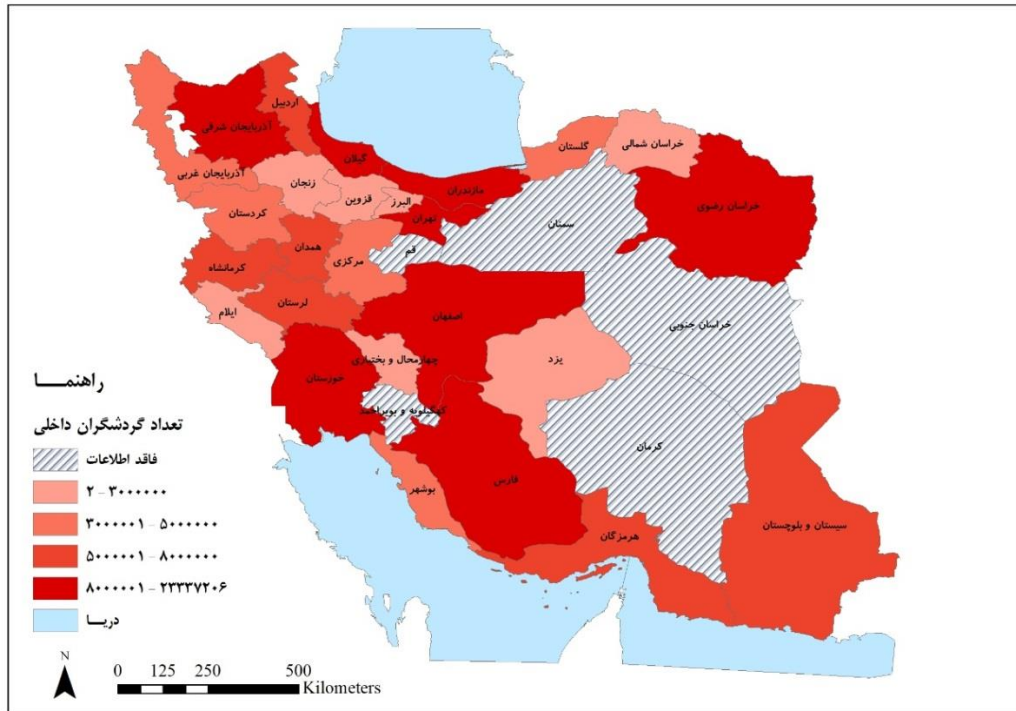 اردبیل
آذربایجان شرقی
گیلان
گلستان
خراسان شمالی
آذربایجان غربی
زنجان
مازندران
قزوین
البرز
خراسان رضوی
کردستان
تهران
سمنان
همدان
قم
مرکزی
کرمانشاه
لرستان
ایلام
اصفهان
خراسان جنوبی
چهارمحال و بختیاری
یزد
خوزستان
کهگیلویه و بویراحمد
کرمان
فارس
بوشهر
سیستان و بلوچستان
هرمزگان
راهنمـــا
تعداد گردشگران داخلی
فاقد اطلاعات
۲ - ۳۰۰۰۰۰۰
۳۰۰۰۰۰۱ - ۵۰۰۰۰۰۰
۵۰۰۰۰۰۱ - ۸۰۰۰۰۰۰
۸۰۰۰۰۰۱ - ۲۳۳۳۷۲۰۶
دریـــا
N
0 125 250 500
Kilometers